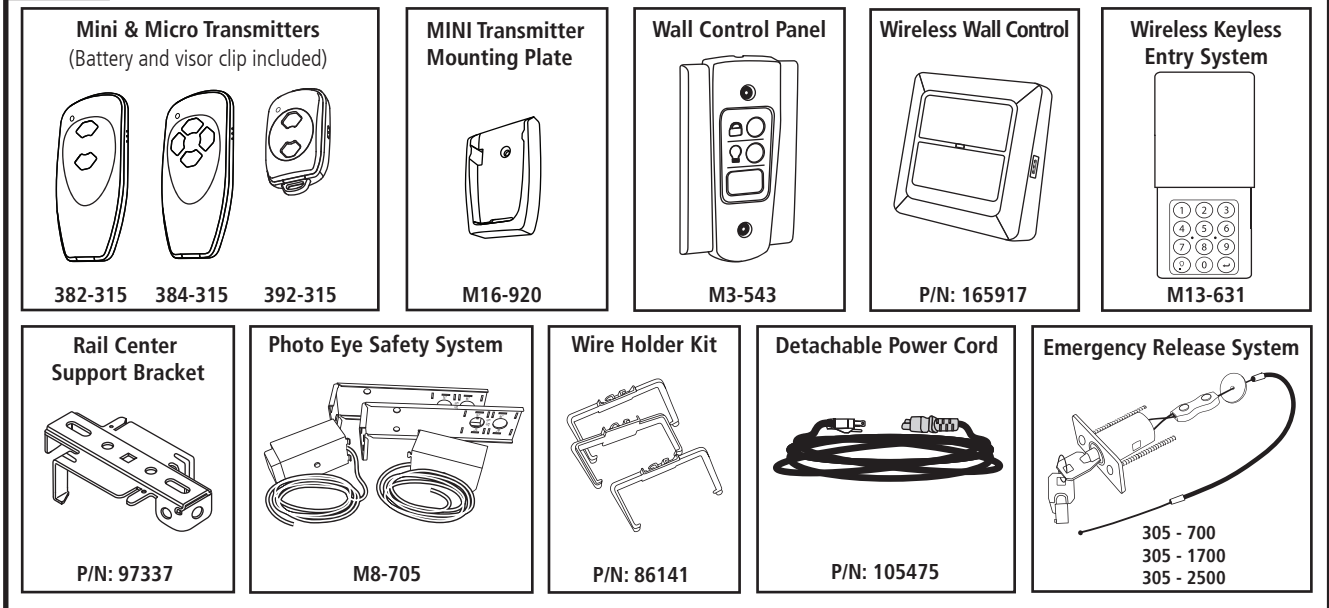 Mini & Micro Transmitters
(Battery and visor clip included)
382-315 384-315 392-315
MINI Transmitter
Mounting Plate
M16-920
Wall Control Panel
M3-543
Wireless Wall Control
P/N: 165917
Wireless Keyless
Entry System
1 2 3
4 5 6
7 8 9
0
M13-631
Rail Center
Support Bracket
P/N: 97337
Photo Eye Safety System
M8-705
Wire Holder Kit
P/N: 86141
Detachable Power Cord
P/N: 105475
Emergency Release System
305 - 700
305 - 1700
305 - 2500